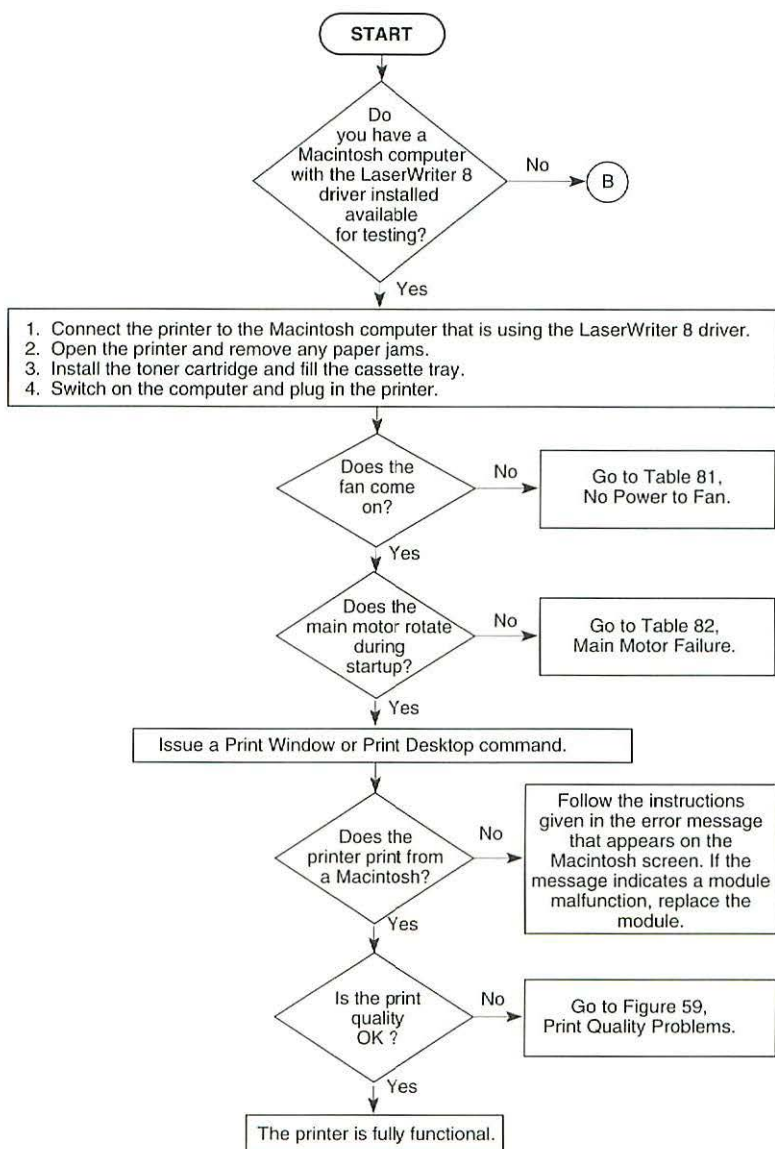 START
Do
you have a
Macintosh computer
with the LaserWriter 8
driver installed
available
for testing?
No
B
Yes
1. Connect the printer to the Macintosh computer that is using the LaserWriter 8 driver.
2. Open the printer and remove any paper jams.
3. Install the toner cartridge and fill the cassette tray.
4. Switch on the computer and plug in the printer.
Does the
fan come
on?
No
Go to Table 81,
No Power to Fan.
Yes
Does the
main motor rotate
during
startup?
No
Go to Table 82,
Main Motor Failure.
Yes
Issue a Print Window or Print Desktop command.
Does the
printer print from
a Macintosh?
No
Follow the instructions
given in the error message
that appears on the
Macintosh screen. If the
message indicates a module
malfunction, replace the
module.
Yes
Is the print
quality
OK ?
No
Go to Figure 59,
Print Quality Problems.
Yes
The printer is fully functional.